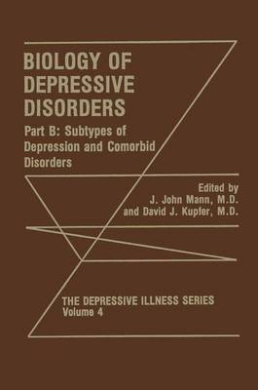 BIOLOGY OF
DEPRESSIVE
DISORDERS
Part B: Subtypes of
Depression and Comorbid
Disorders
Edited by
J. John Mann, M.D.
and David J. Kupfer, M.D.
THE DEPRESSIVE ILLNESS SERIES
Volume 4